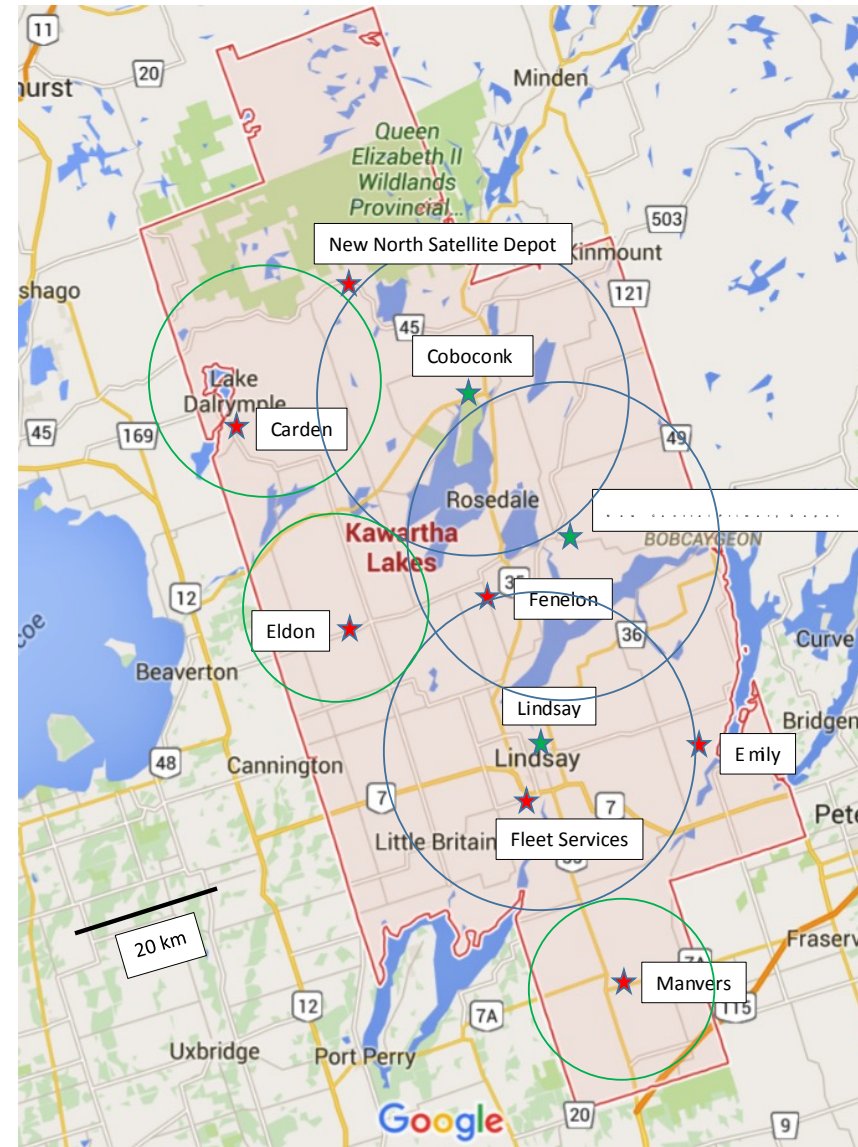 11
20
hurst
Minden
Queen
Elizabeth II
Wildlands
Provincial...
503
New North Satellite Depot
Kinmount
shago
121
45
Coboconk
Lake
Dalrymple
Carden
45
169
49
Rosedale
BOBCAYGEON
Kawartha
Lakes
12
35
Fenelon
Eldon
36
coe
Curve
Beaverton
Lindsay
Bridgen
Emily
48
Cannington
Lindsay
7
7
Pete
Little Britain
Fleet Services
35
20 km
Fraserv
7A
Manvers
12
7A
115
Uxbridge
Port Perry
Google
20
9